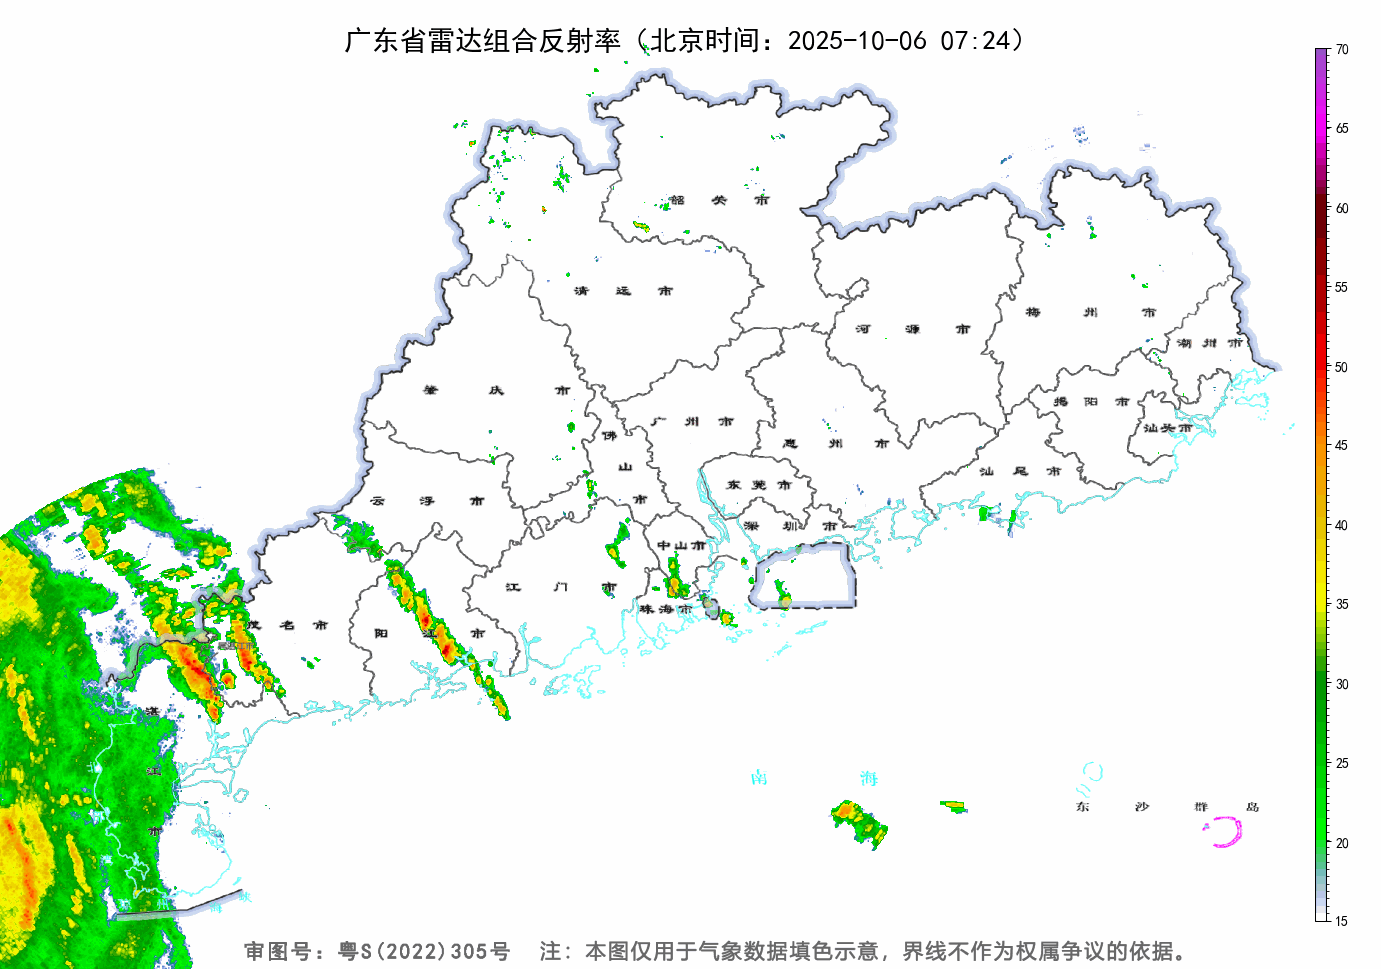 广东省雷达组合反射率（北京时间：2025-10-06 07:24）
70
65
60
55
50
45
40
35
30
25
20
15
韶关市
清远市
河源市
梅州市
潮州市
肇庆市
广州市
揭阳市
汕头市
佛山市
惠州市
汕尾市
云浮市
东莞市
深圳市
中山市
江门市
珠海市
茂名市
阳江市
湛江市
南海
东沙群岛
审图号：粤S(2022)305号 注：本图仅用于气象数据填色示意，界线不作为权属争议的依据。